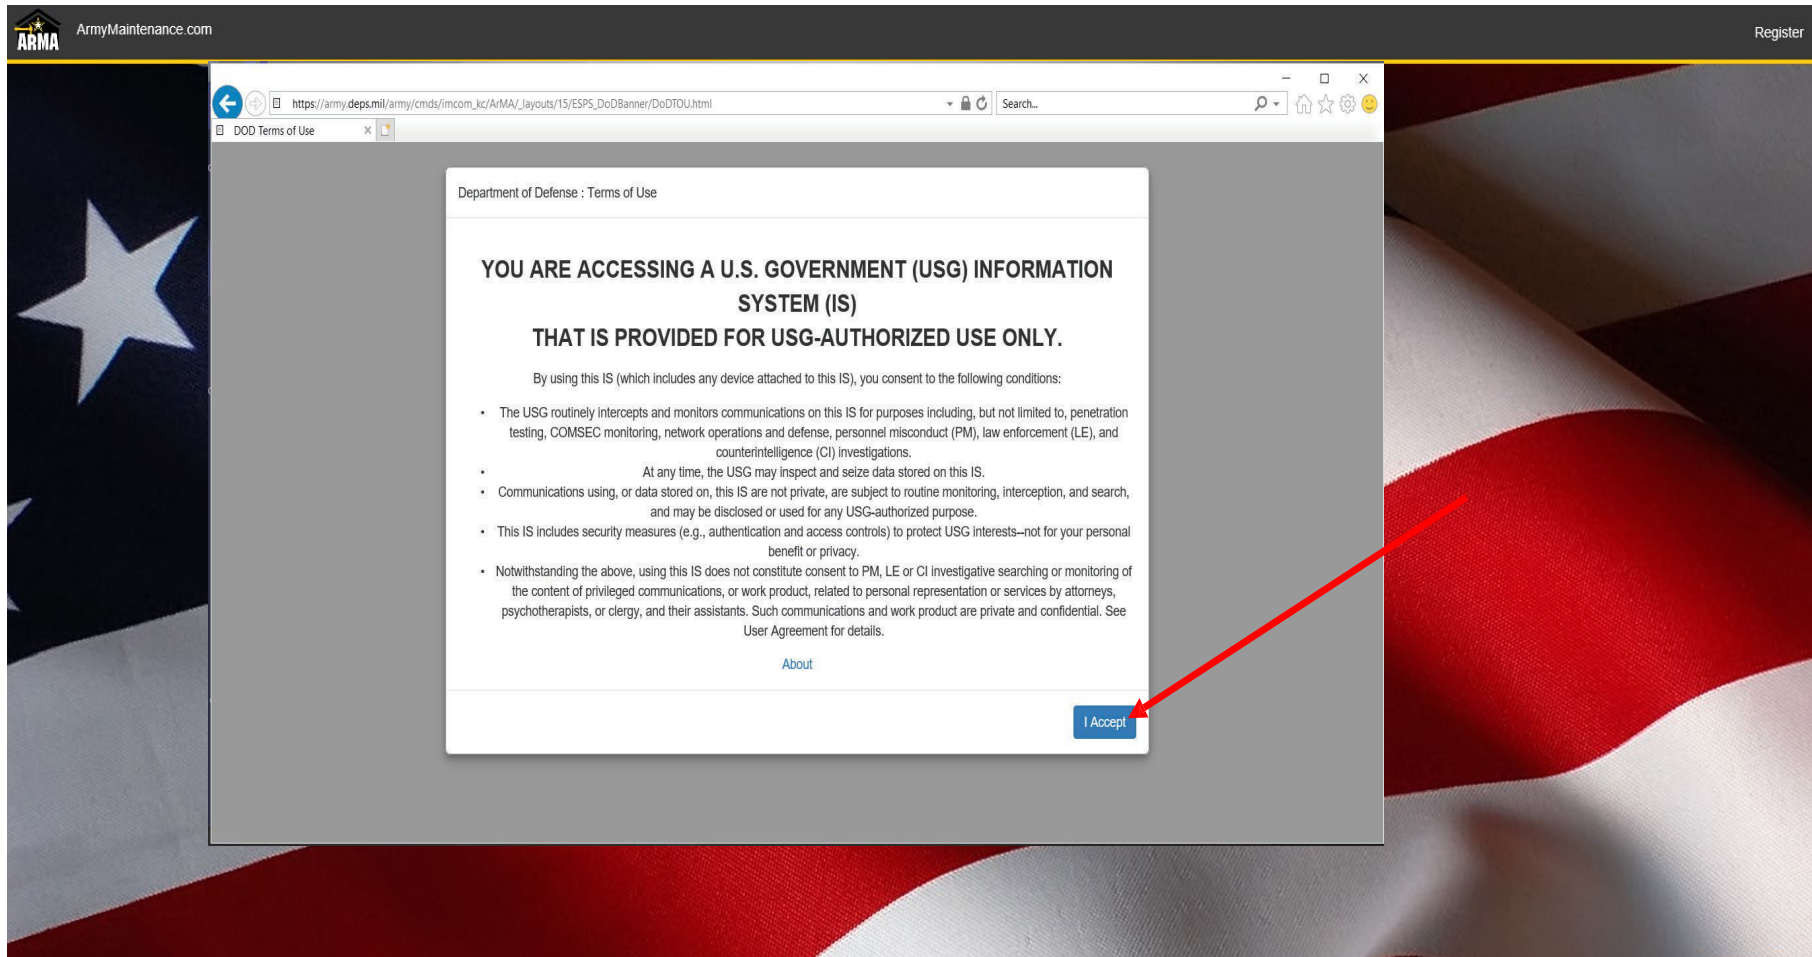 ARMA
ArmyMaintenance.com
Register
https://army.deps.mil/army/cmds/imcom_kc/ArMA/_layouts/15/ESPS_DoDBanner/DoDTOU.html
Search...
DOD Terms of Use
Department of Defense : Terms of Use
YOU ARE ACCESSING A U.S. GOVERNMENT (USG) INFORMATION
SYSTEM (IS)
THAT IS PROVIDED FOR USG-AUTHORIZED USE ONLY.
By using this IS (which includes any device attached to this IS), you consent to the following conditions:
• The USG routinely intercepts and monitors communications on this IS for purposes including, but not limited to, penetration
testing, COMSEC monitoring, network operations and defense, personnel misconduct (PM), law enforcement (LE), and
counterintelligence (CI) investigations.
• At any time, the USG may inspect and seize data stored on this IS.
• Communications using, or data stored on, this IS are not private, are subject to routine monitoring, interception, and search,
and may be disclosed or used for any USG-authorized purpose.
• This IS includes security measures (e.g., authentication and access controls) to protect USG interests--not for your personal
benefit or privacy.
• Notwithstanding the above, using this IS does not constitute consent to PM, LE or CI investigative searching or monitoring of
the content of privileged communications, or work product, related to personal representation or services by attorneys,
psychotherapists, or clergy, and their assistants. Such communications and work product are private and confidential. See
User Agreement for details.
About
I Accept